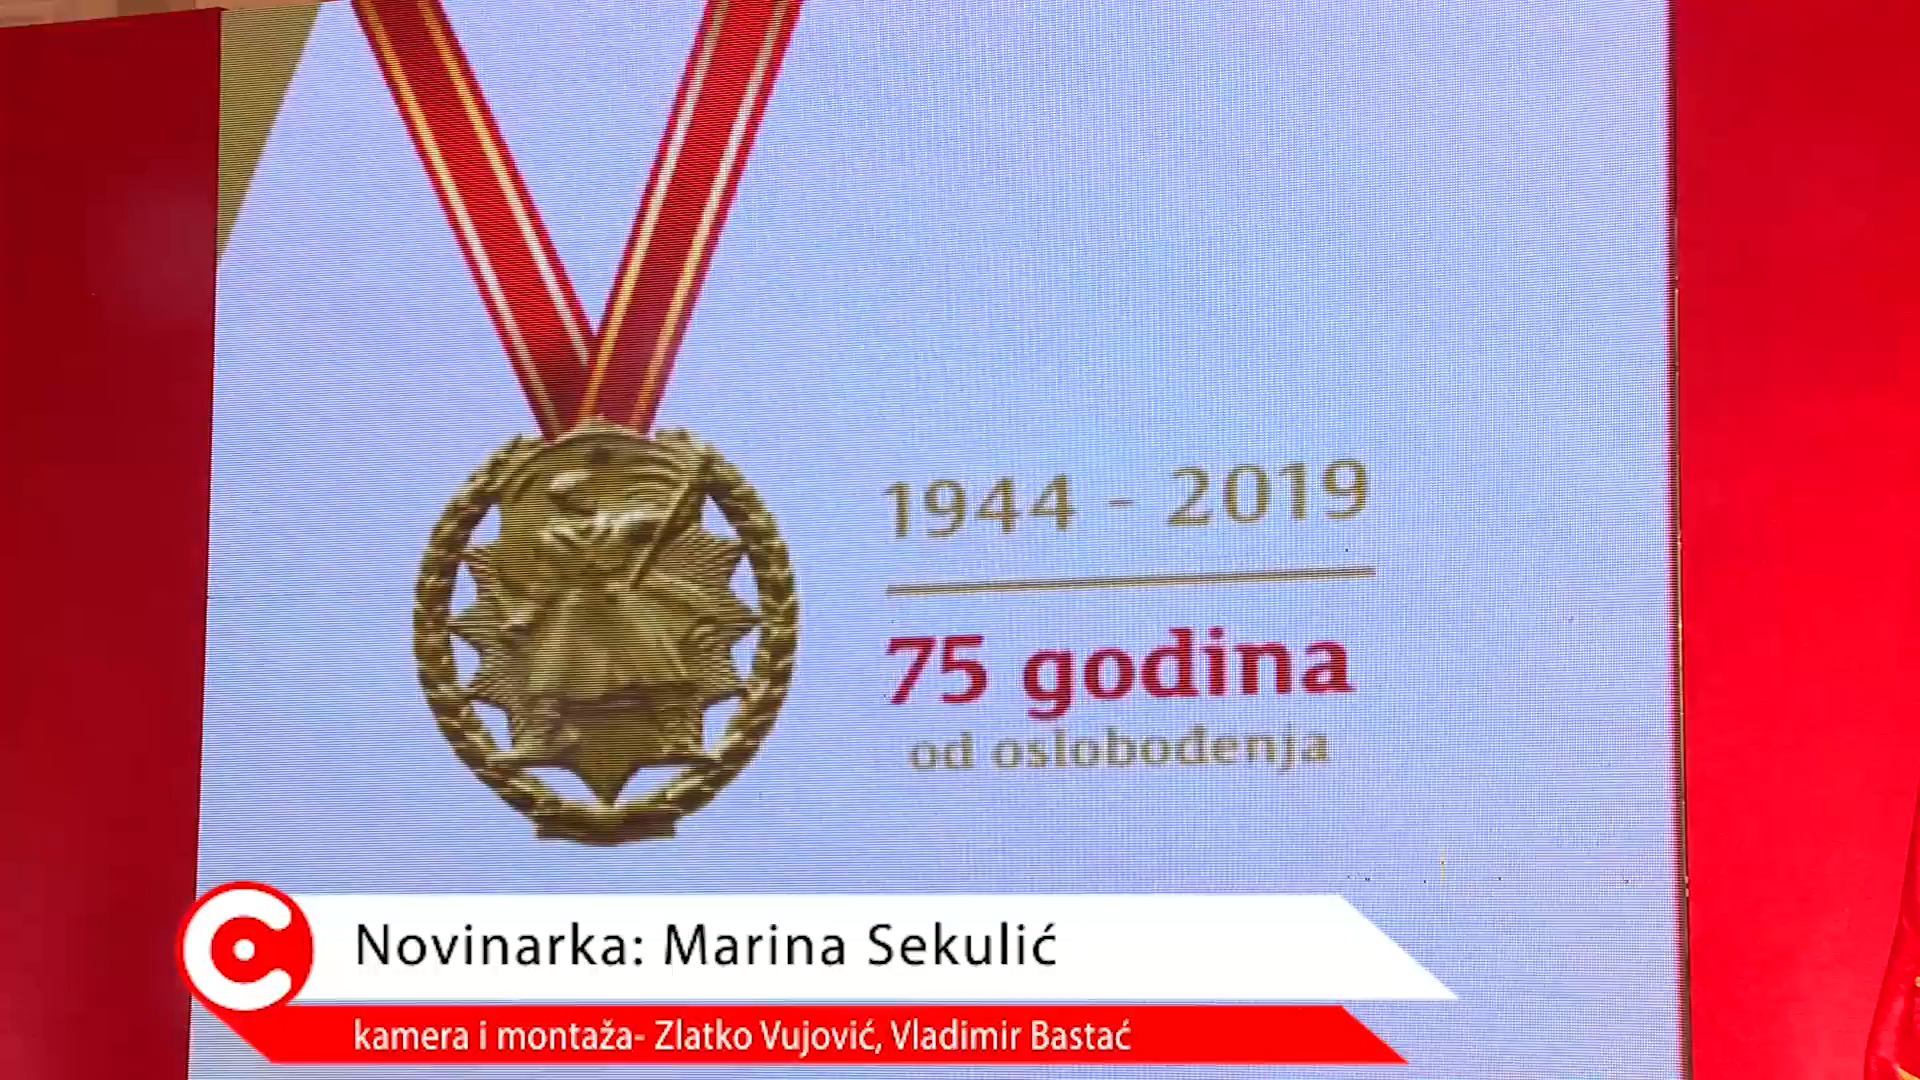 1944 - 2019
75 godina
od oslobođenja
Novinarka: Marina Sekulić
kamera i montaža- Zlatko Vujović, Vladimir Bastać